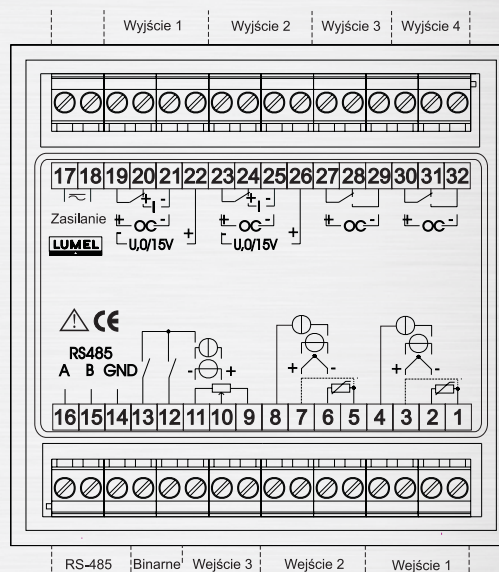 Wyjście 1 Wyjście 2 Wyjście 3 Wyjście 4
17 18 19 20 21 22 23 24 25 26 27 28 29 30 31 32
+ I - + I -
Zasilanie + OC - + + OC - + + OC - + OC -
LUMEL U,0/15V U,0/15V
CE
RS485
A B GND - + + - + -
16 15 14 13 12 11 10 9 8 7 6 5 4 3 2 1
RS-485 Binarne Wejście 3 Wejście 2 Wejście 1